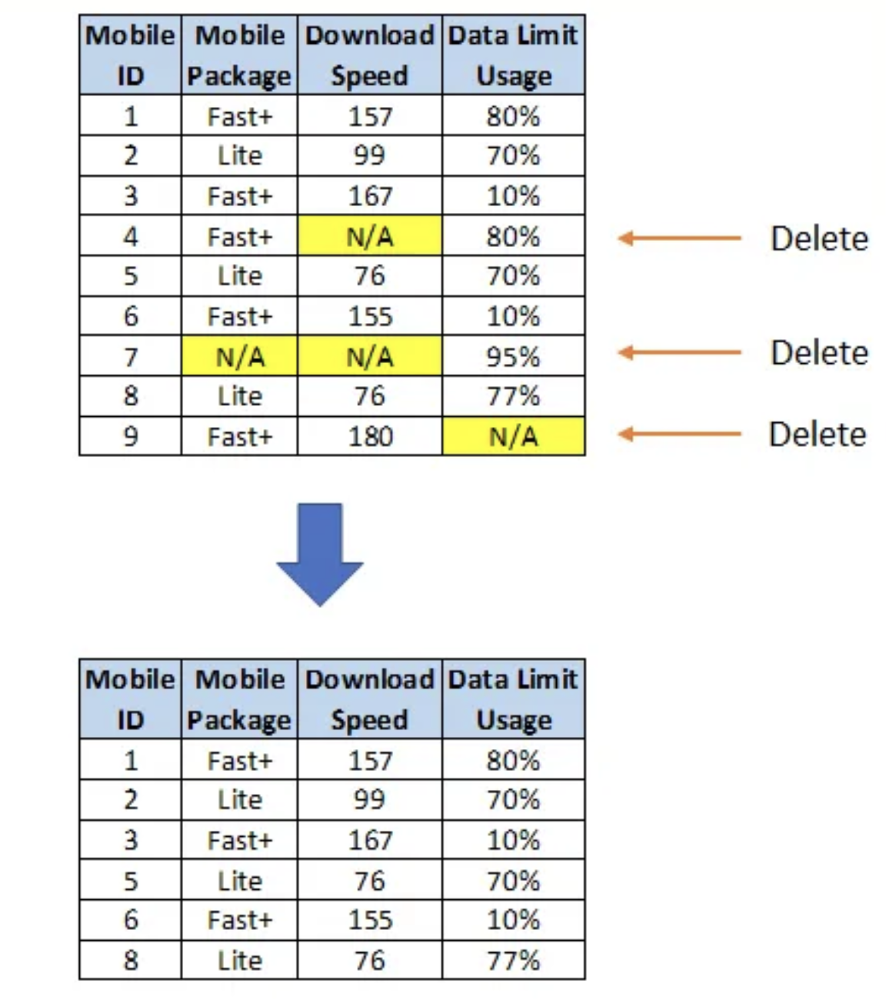 Mobile ID Mobile Package Download Speed Data Limit Usage
1 Fast+ 157 80%
2 Lite 99 70%
3 Fast+ 167 10%
4 Fast+ N/A 80% Delete
5 Lite 76 70%
6 Fast+ 155 10%
7 N/A N/A 95% Delete
8 Lite 76 77%
9 Fast+ 180 N/A Delete
Mobile ID Mobile Package Download Speed Data Limit Usage
1 Fast+ 157 80%
2 Lite 99 70%
3 Fast+ 167 10%
5 Lite 76 70%
6 Fast+ 155 10%
8 Lite 76 77%